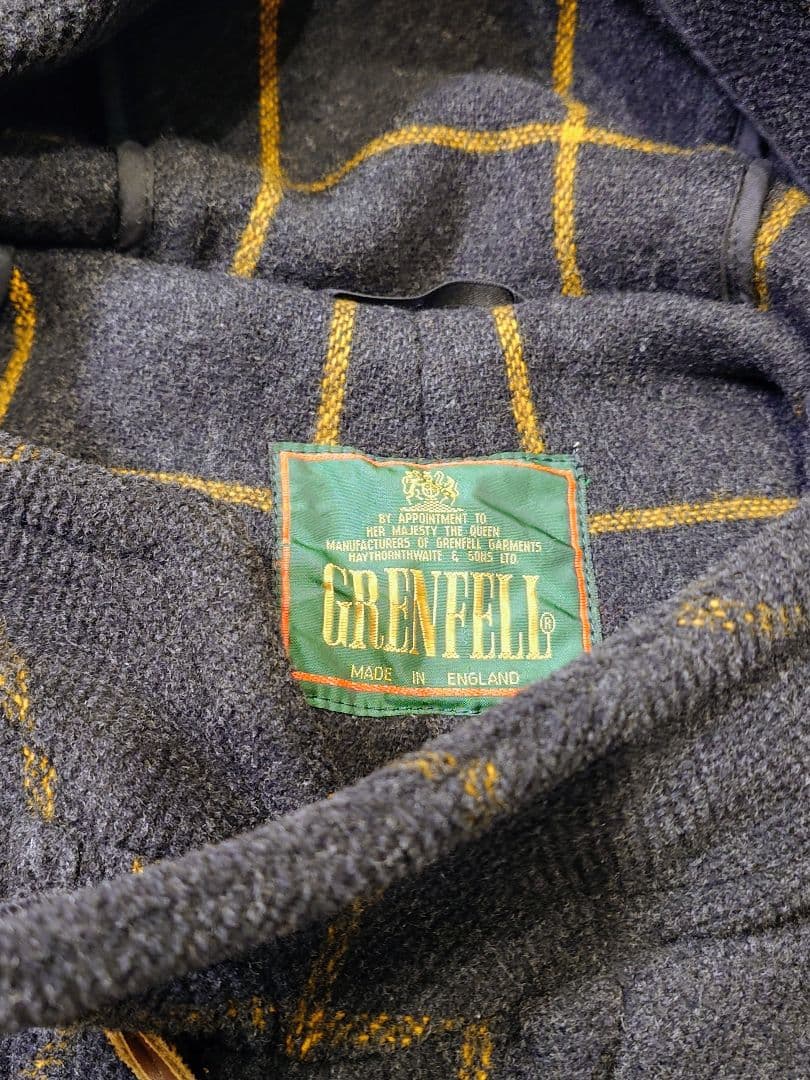 BY APPOINTMENT TO
HER MAJESTY THE QUEEN
MANUFACTURERS OF GRENFELL GARMENTS
HAYTHORNTHWAITE & SONS LTD.
GRENFELL®
MADE IN ENGLAND